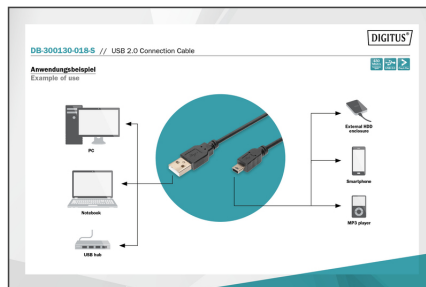 DIGITUS®
DB-300130-018-S // USB 2.0 Connection Cable
Anwendungsbeispiel
Example of use
PC
Notebook
USB hub
External HDD
enclosure
Smartphone
MP3 player